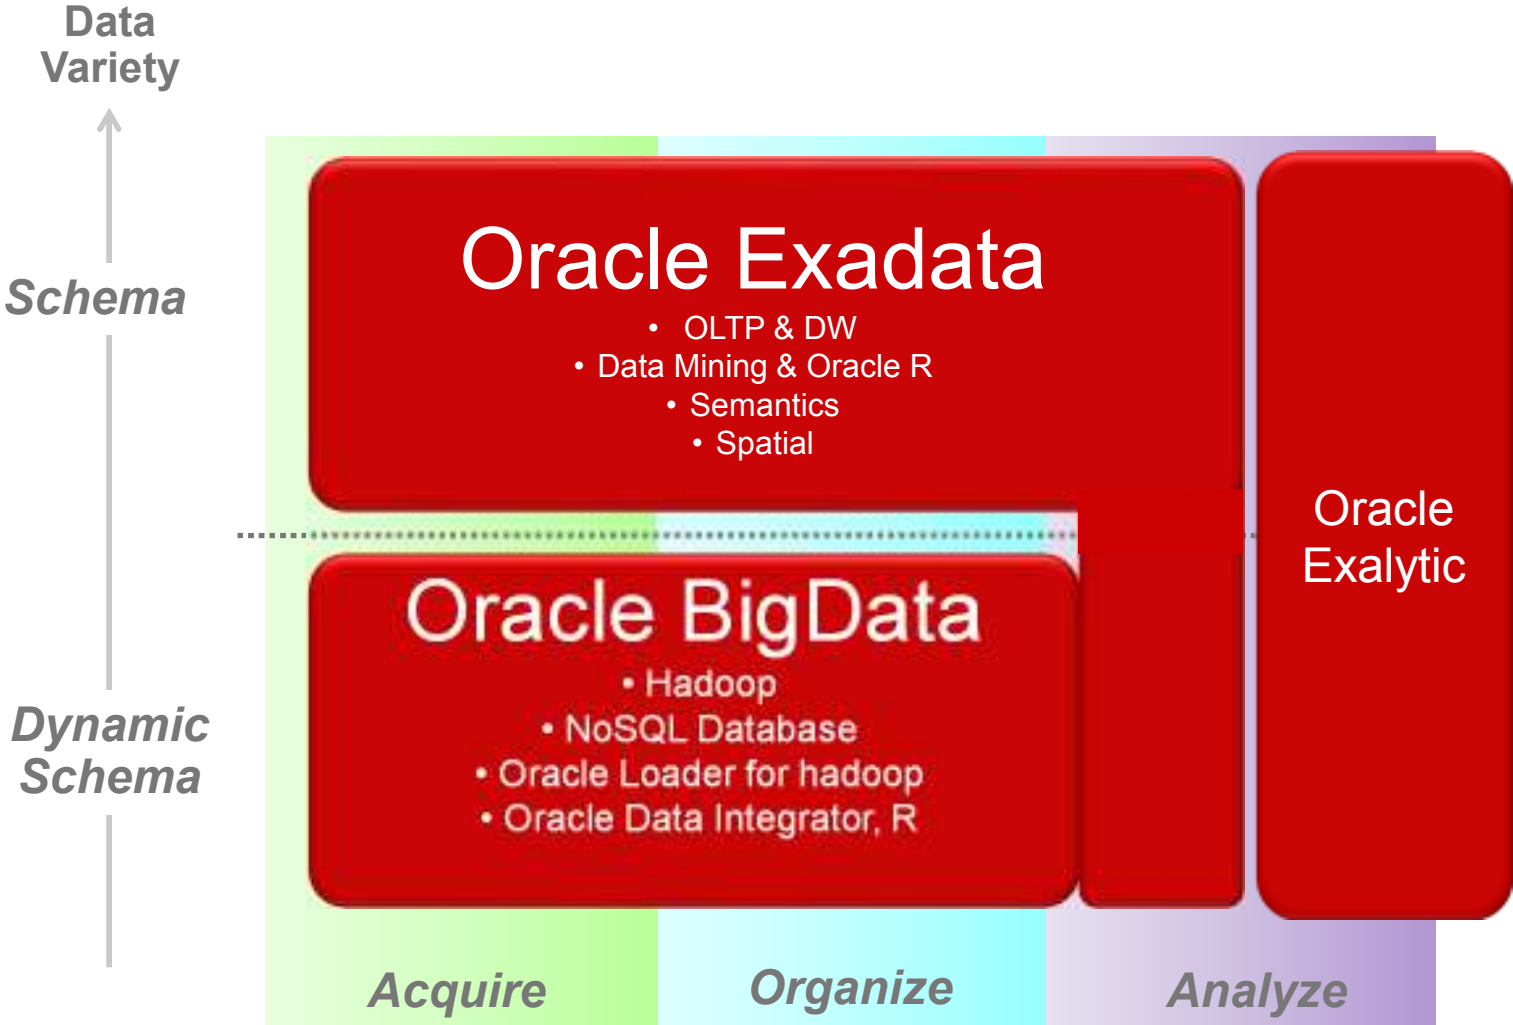 Data
Variety
Schema
Dynamic
Schema
Oracle Exadata
• OLTP & DW
• Data Mining & Oracle R
• Semantics
• Spatial
Oracle BigData
• Hadoop
• NoSQL Database
• Oracle Loader for hadoop
• Oracle Data Integrator, R
Oracle
Exalytic
Acquire
Organize
Analyze